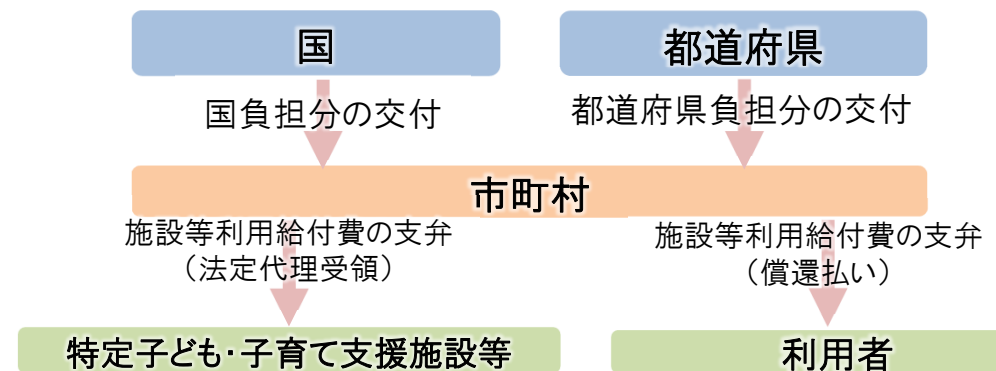 国
都道府県
国負担分の交付
都道府県負担分の交付
市町村
施設等利用給付費の支弁
（法定代理受領）
施設等利用給付費の支弁
（償還払い）
特定子ども・子育て支援施設等
利用者